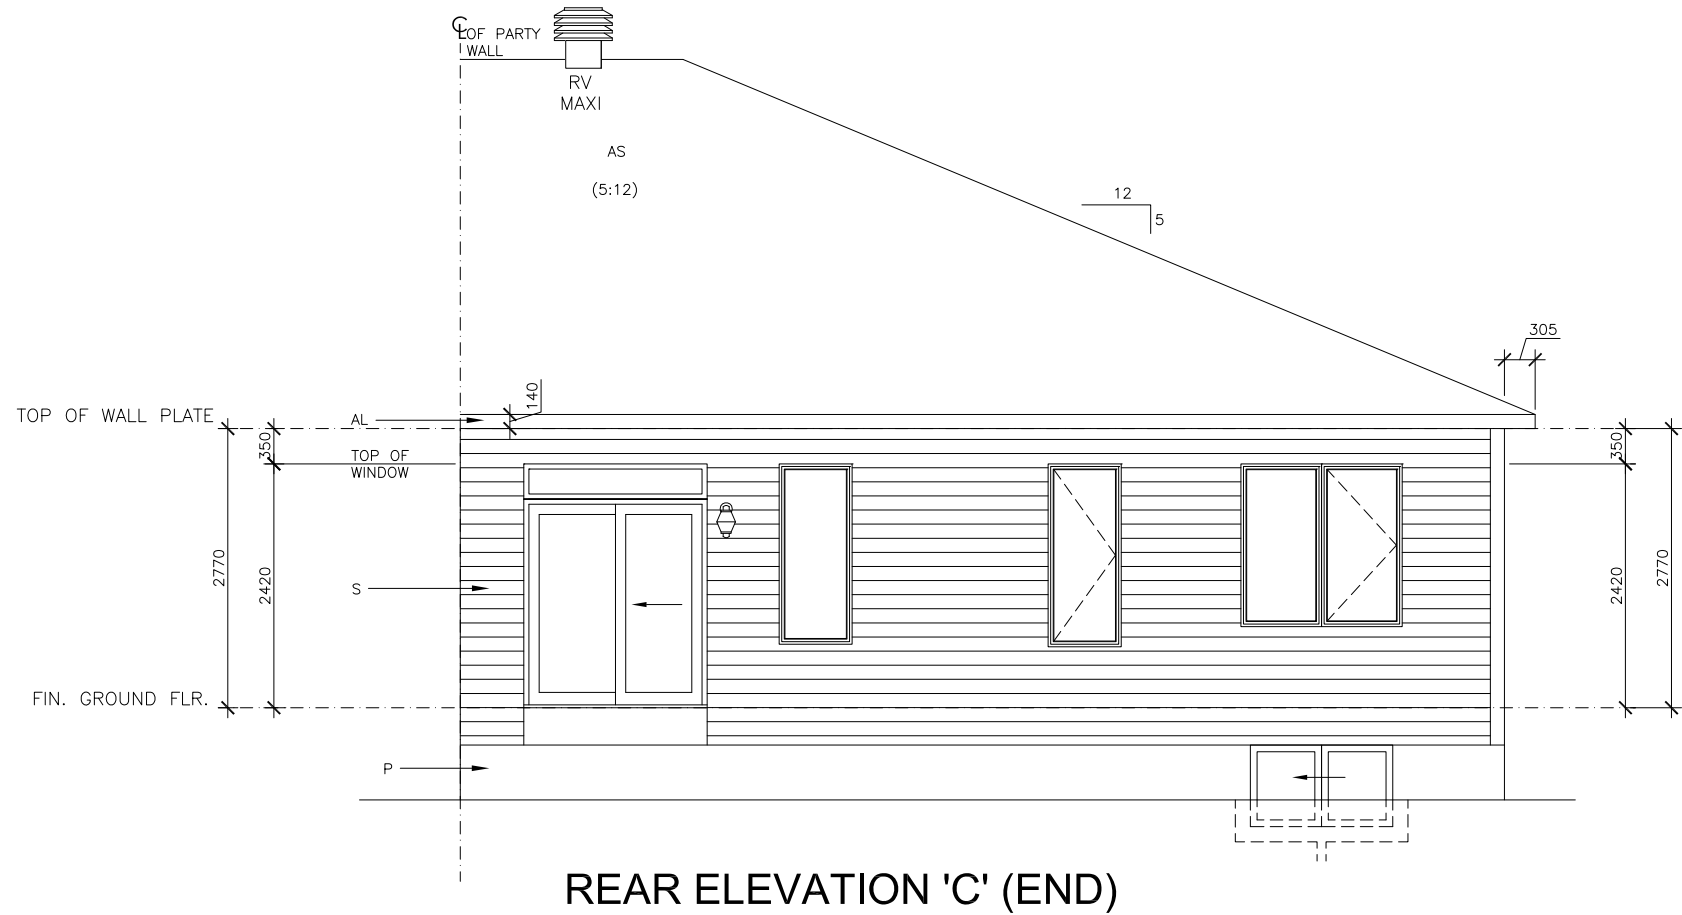 ℄ OF PARTY
WALL
RV
MAXI
AS
(5:12)
12
5
305
140
TOP OF WALL PLATE
AL
350
350
TOP OF
WINDOW
2770
2420
S
2420
2770
FIN. GROUND FLR.
P
REAR ELEVATION 'C' (END)